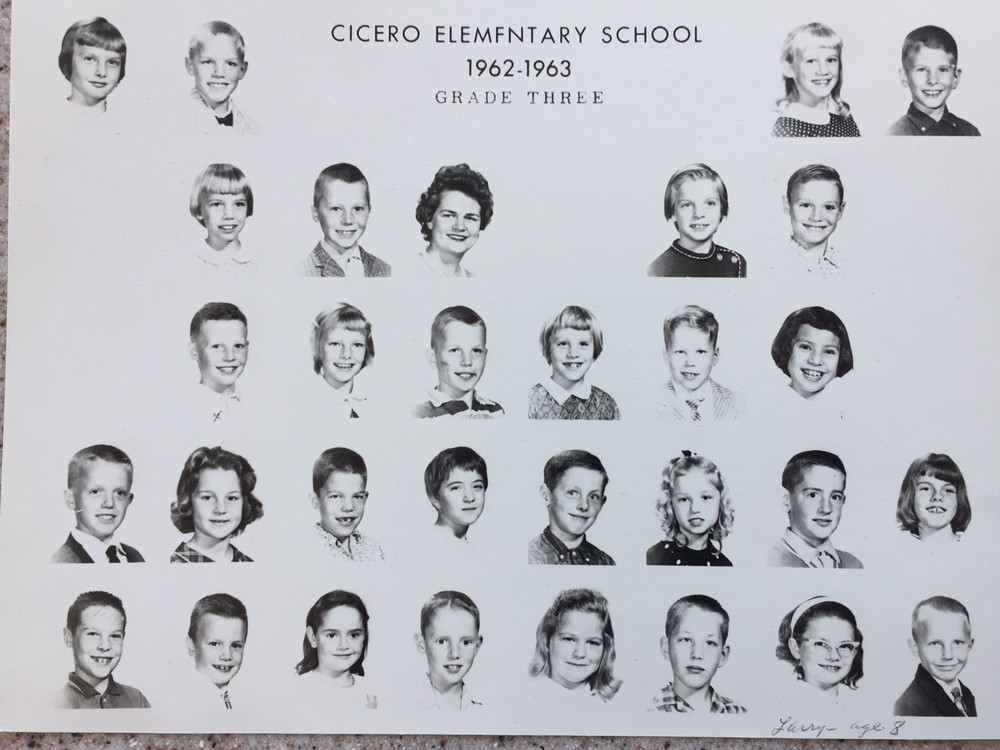 CICERO ELEMFNTARY SCHOOL
1962-1963
GRADE THREE
Larry - age 8